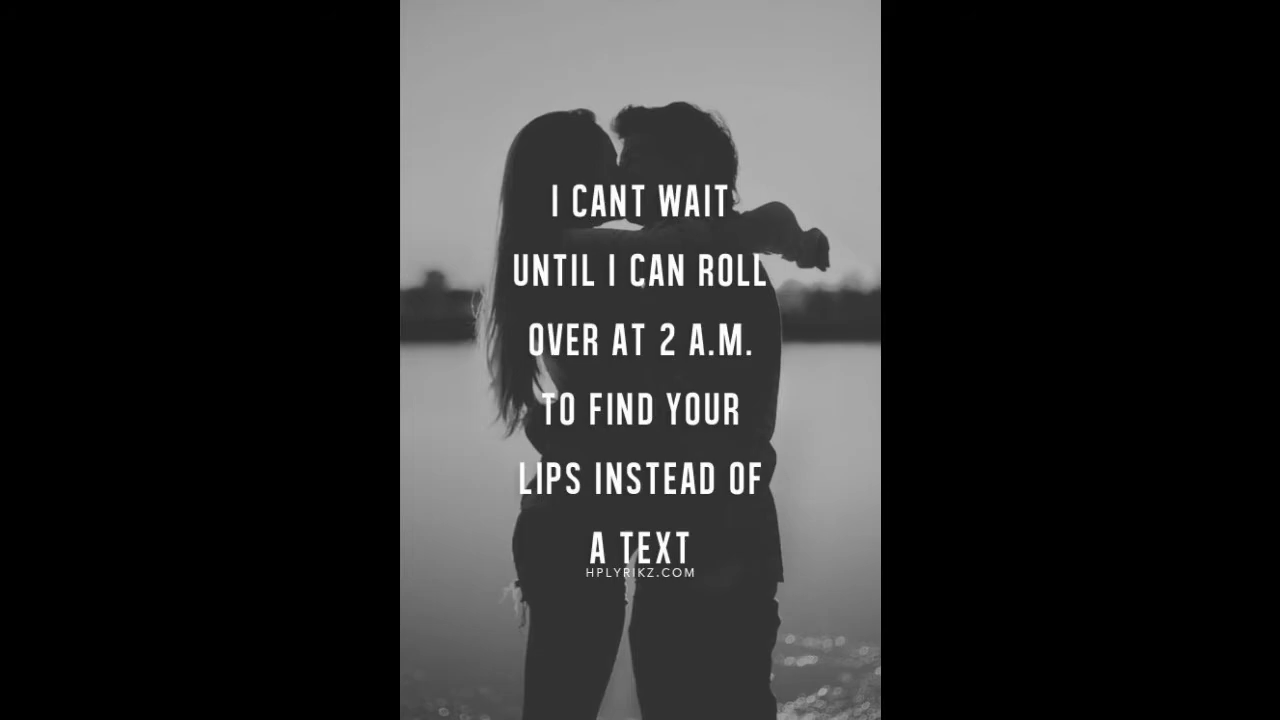 I CANT WAIT
UNTIL I CAN ROLL
OVER AT 2 A.M.
TO FIND YOUR
LIPS INSTEAD OF
A TEXT
HPLYRIKZ.COM